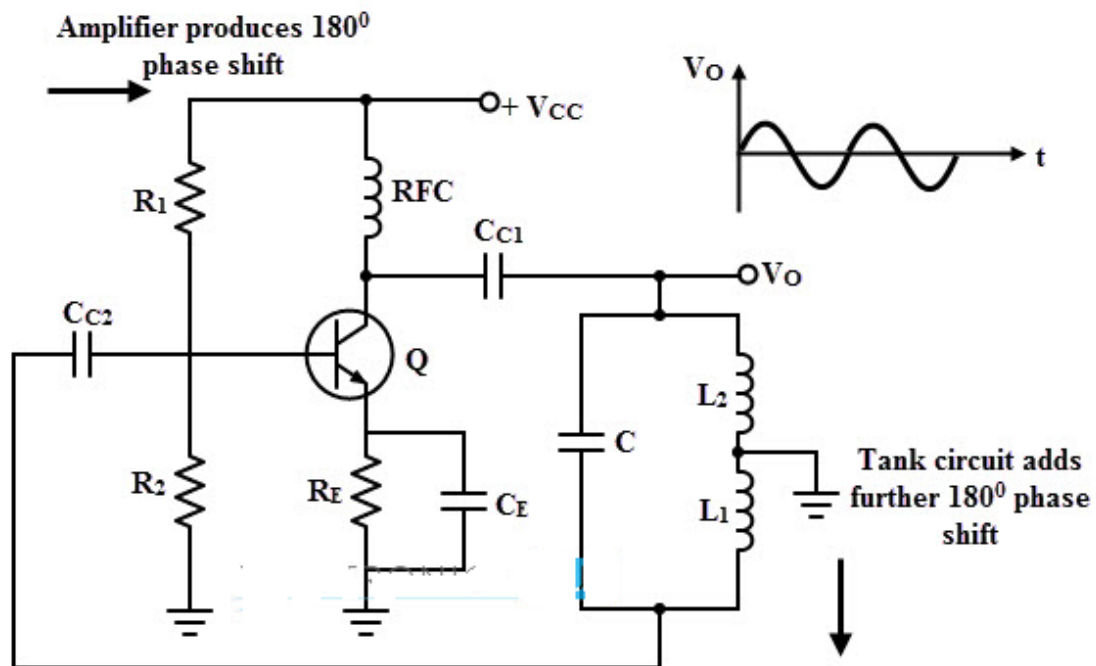 Amplifier produces 180⁰
phase shift
+ VCC
VO
t
R1
RFC
CC1
VO
CC2
Q
L2
C
R2
RE
CE
L1
Tank circuit adds
further 180⁰ phase
shift